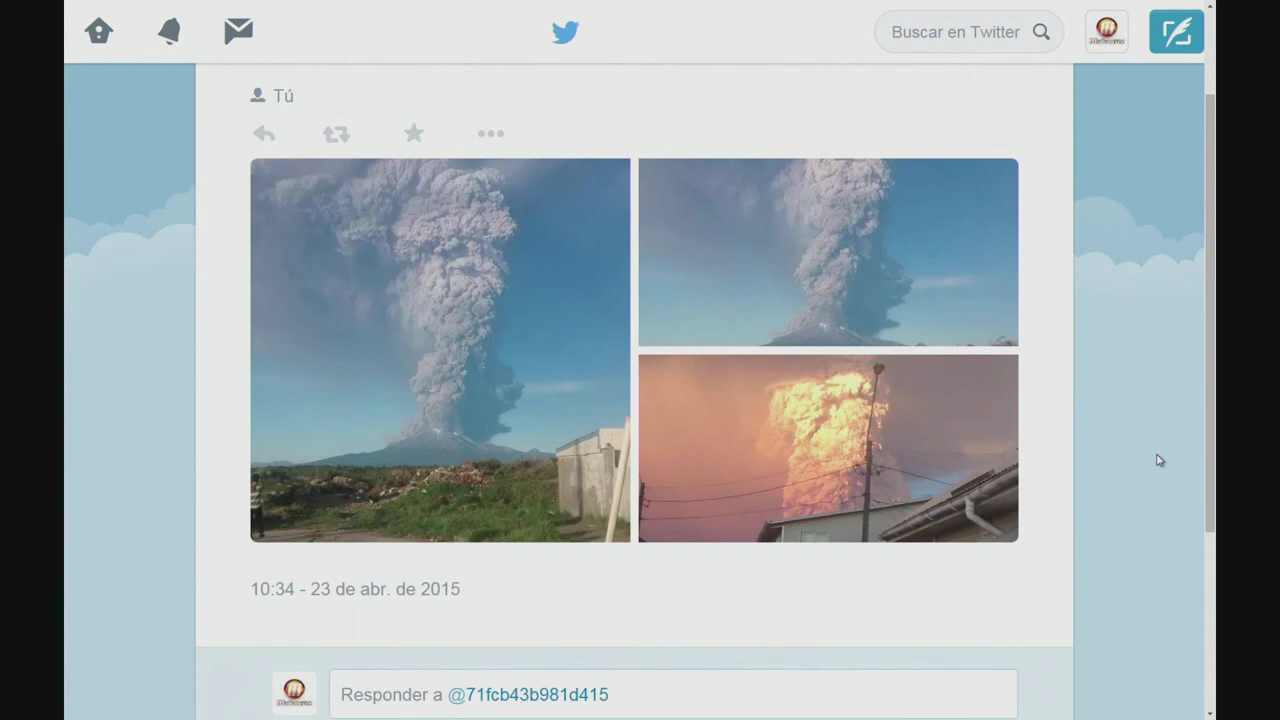 Buscar en Twitter
Tú
10:34 - 23 de abr. de 2015
Responder a @71fcb43b981d415